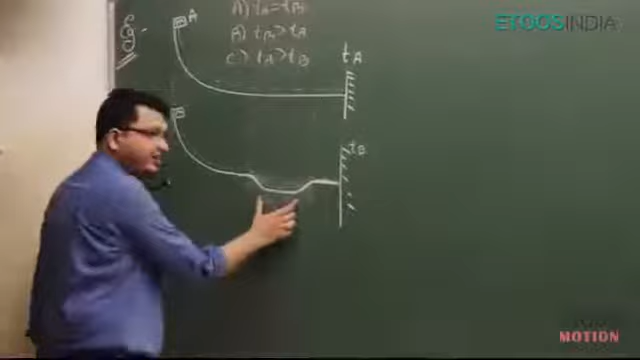 A
A) tA=tB
B) tB>tA
C) tA>tB
tA
tB
ETOOSINDIA
MOTION